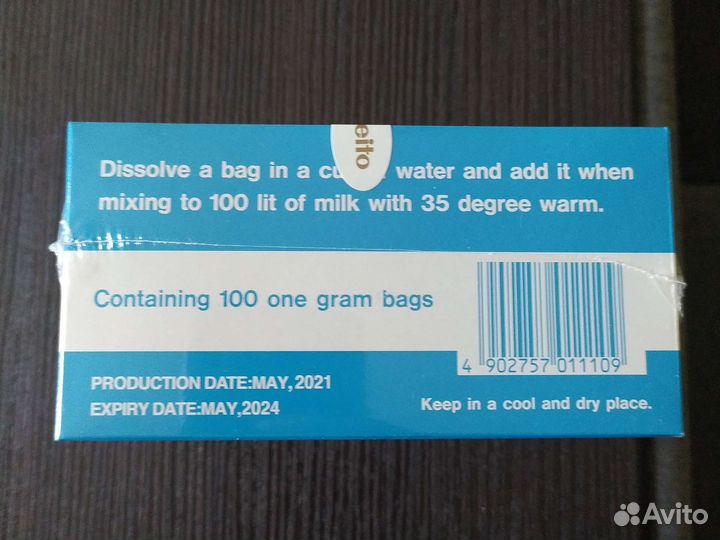 eito
Dissolve a bag in a water and add it when
mixing to 100 lit of milk with 35 degree warm.
Containing 100 one gram bags
4 902757 011109
PRODUCTION DATE:MAY,2021
EXPIRY DATE:MAY,2024
Keep in a cool and dry place.
Avito